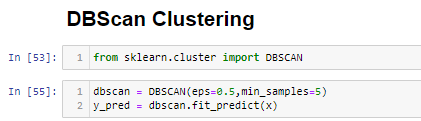 DBScan Clustering
In [53]: 1 from sklearn.cluster import DBSCAN
In [55]: 1 dbscan = DBSCAN(eps=0.5,min_samples=5)
2 y_pred = dbscan.fit_predict(x)